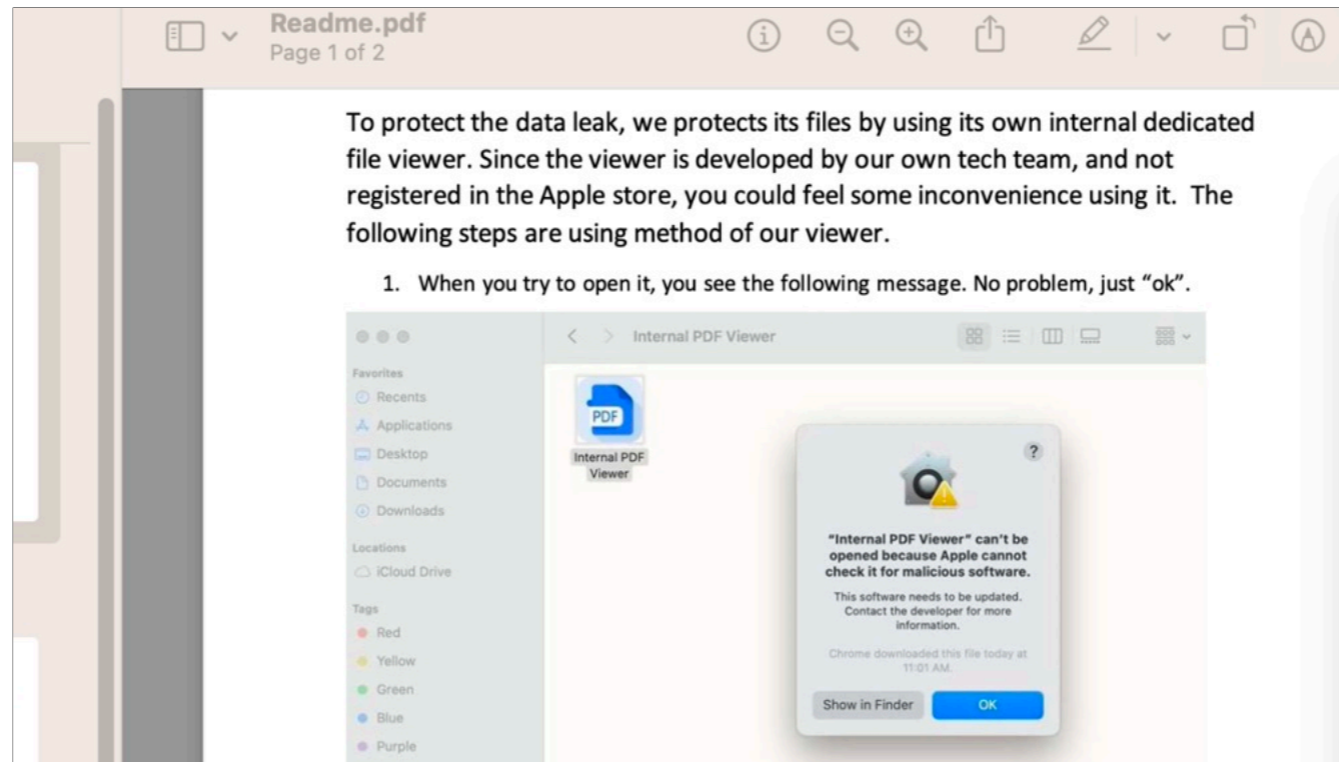 Readme.pdf
Page 1 of 2
To protect the data leak, we protects its files by using its own internal dedicated
file viewer. Since the viewer is developed by our own tech team, and not
registered in the Apple store, you could feel some inconvenience using it.  The
following steps are using method of our viewer.
1. When you try to open it, you see the following message. No problem, just “ok”.
Internal PDF Viewer
Favorites
Recents
Applications
Desktop
Documents
Downloads
Locations
iCloud Drive
Tags
Red
Yellow
Green
Blue
Purple
PDF
Internal PDF
Viewer
?
"Internal PDF Viewer" can't be
opened because Apple cannot
check it for malicious software.
This software needs to be updated.
Contact the developer for more
information.
Chrome downloaded this file today at
11:01 AM.
Show in Finder
OK